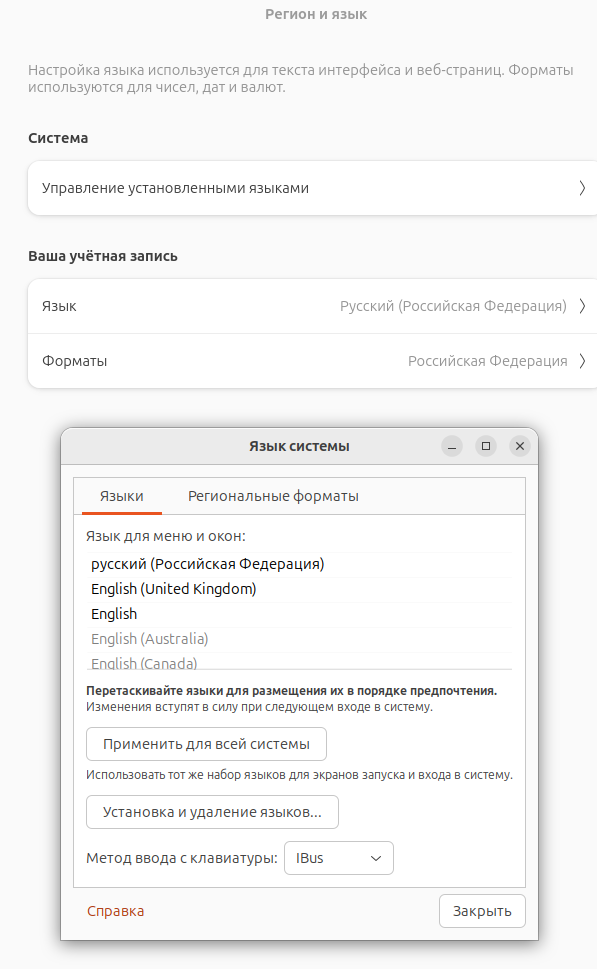 Регион и язык
Настройка языка используется для текста интерфейса и веб-страниц. Форматы
используются для чисел, дат и валют.
Система
Управление установленными языками
Ваша учётная запись
Язык Русский (Российская Федерация)
Форматы Российская Федерация
Язык системы
Языки Региональные форматы
Язык для меню и окон:
русский (Российская Федерация)
English (United Kingdom)
English
English (Australia)
English (Canada)
Перетаскивайте языки для размещения их в порядке предпочтения.
Изменения вступят в силу при следующем входе в систему.
Применить для всей системы
Использовать тот же набор языков для экранов запуска и входа в систему.
Установка и удаление языков...
Метод ввода с клавиатуры: IBus
Справка Закрыть